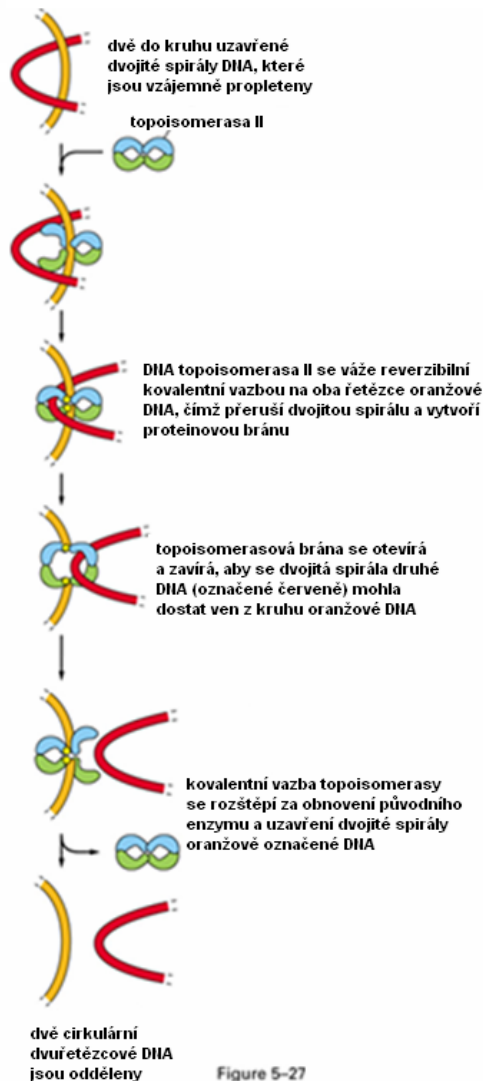 dvě do kruhu uzavřené
dvojité spirály DNA, které
jsou vzájemně propleteny
topoisomerasa II
DNA topoisomerasa II se váže reverzibilní
kovalentní vazbou na oba řetězce oranžové
DNA, čímž přeruší dvojitou spirálu a vytvoří
proteinovou bránu
topoisomerasová brána se otevírá
a zavírá, aby se dvojitá spirála druhé
DNA (označené červeně) mohla
dostat ven z kruhu oranžové DNA
kovalentní vazba topoisomerasy
se rozštěpí za obnovení původního
enzymu a uzavření dvojité spirály
oranžově označené DNA
dvě cirkulární
dvuřetězcové DNA
jsou odděleny
Figure 5–27